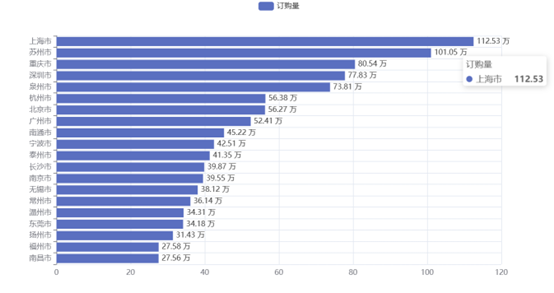 订购量
上海市 112.53 万
苏州市 101.05 万
重庆市 80.54 万
深圳市 77.83 万
泉州市 73.81 万
杭州市 56.38 万
北京市 56.27 万
广州市 52.41 万
南通市 45.22 万
宁波市 42.51 万
泰州市 41.35 万
长沙市 39.87 万
南京市 39.55 万
无锡市 38.12 万
常州市 36.14 万
温州市 34.31 万
东莞市 34.18 万
扬州市 31.43 万
福州市 27.58 万
南昌市 27.56 万
订购量
上海市 112.53
0 20 40 60 80 100 120